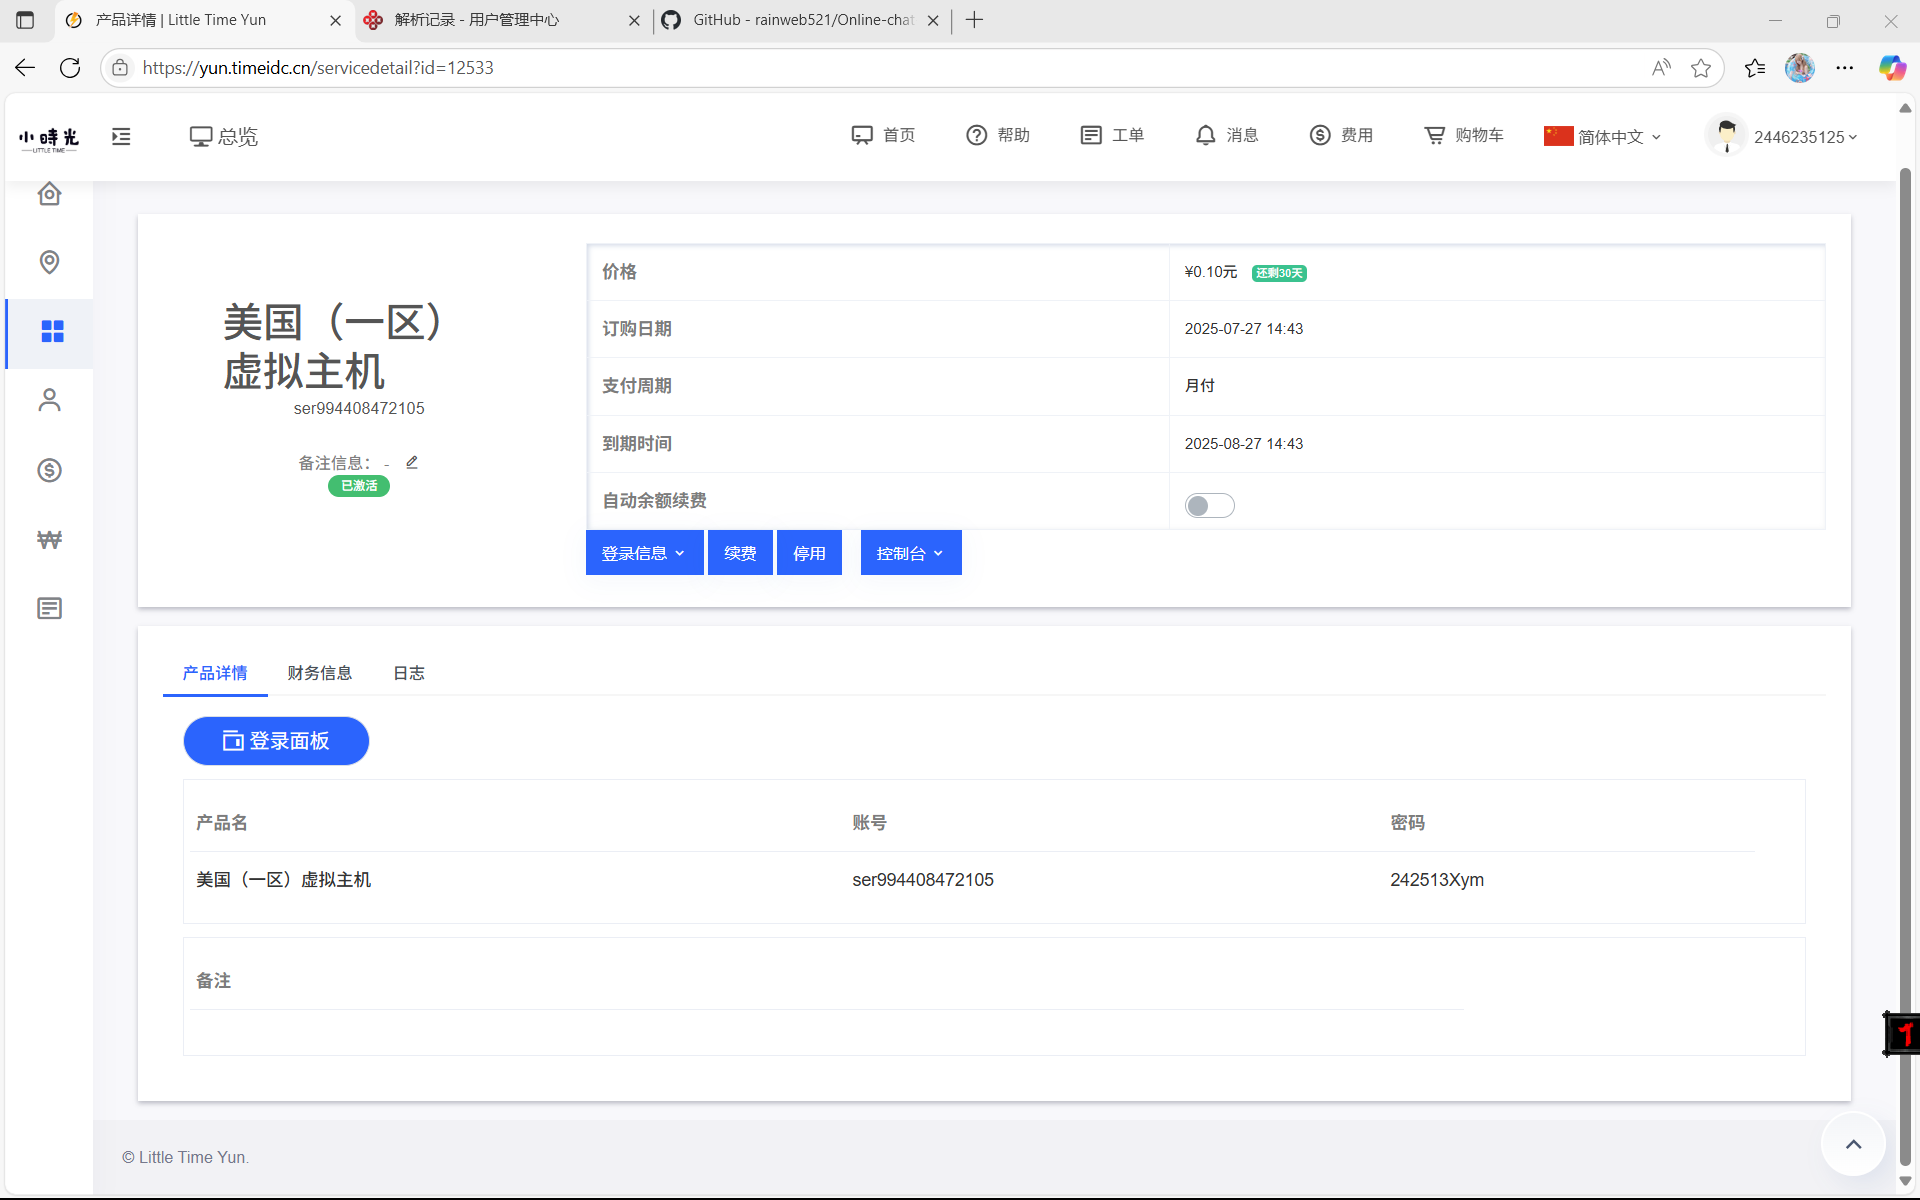 产品详情 | Little Time Yun
解析记录 - 用户管理中心
GitHub - rainweb521/Online-chat
https://yun.timeidc.cn/servicedetail?id=12533
小時光
LITTLE TIME
总览
首页
帮助
工单
消息
费用
购物车
简体中文
2446235125
美国（一区）
虚拟主机
ser994408472105
备注信息： -
已激活
价格
¥0.10元 还剩30天
订购日期
2025-07-27 14:43
支付周期
月付
到期时间
2025-08-27 14:43
自动余额续费
登录信息
续费
停用
控制台
产品详情
财务信息
日志
登录面板
产品名
账号
密码
美国（一区）虚拟主机
ser994408472105
242513Xym
备注
© Little Time Yun.